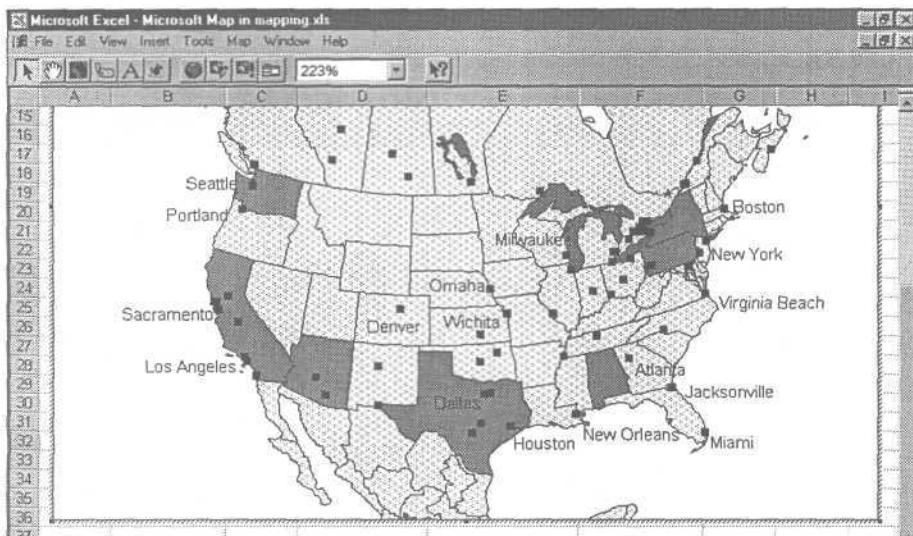 Microsoft Excel - Microsoft Map in mapping.xls
File Edit View Insert Tools Map Window Help
223%
A B C D E F G H I
15
16
17
18
19
20
21
22
23
24
25
26
27
28
29
30
31
32
33
34
35
36
37
Seattle
Portland
Boston
Milwauke
New York
Omaha
Virginia Beach
Sacramento
Denver
Wichita
Los Angeles
Atlanta
Jacksonville
Dallas
Houston
New Orleans
Miami